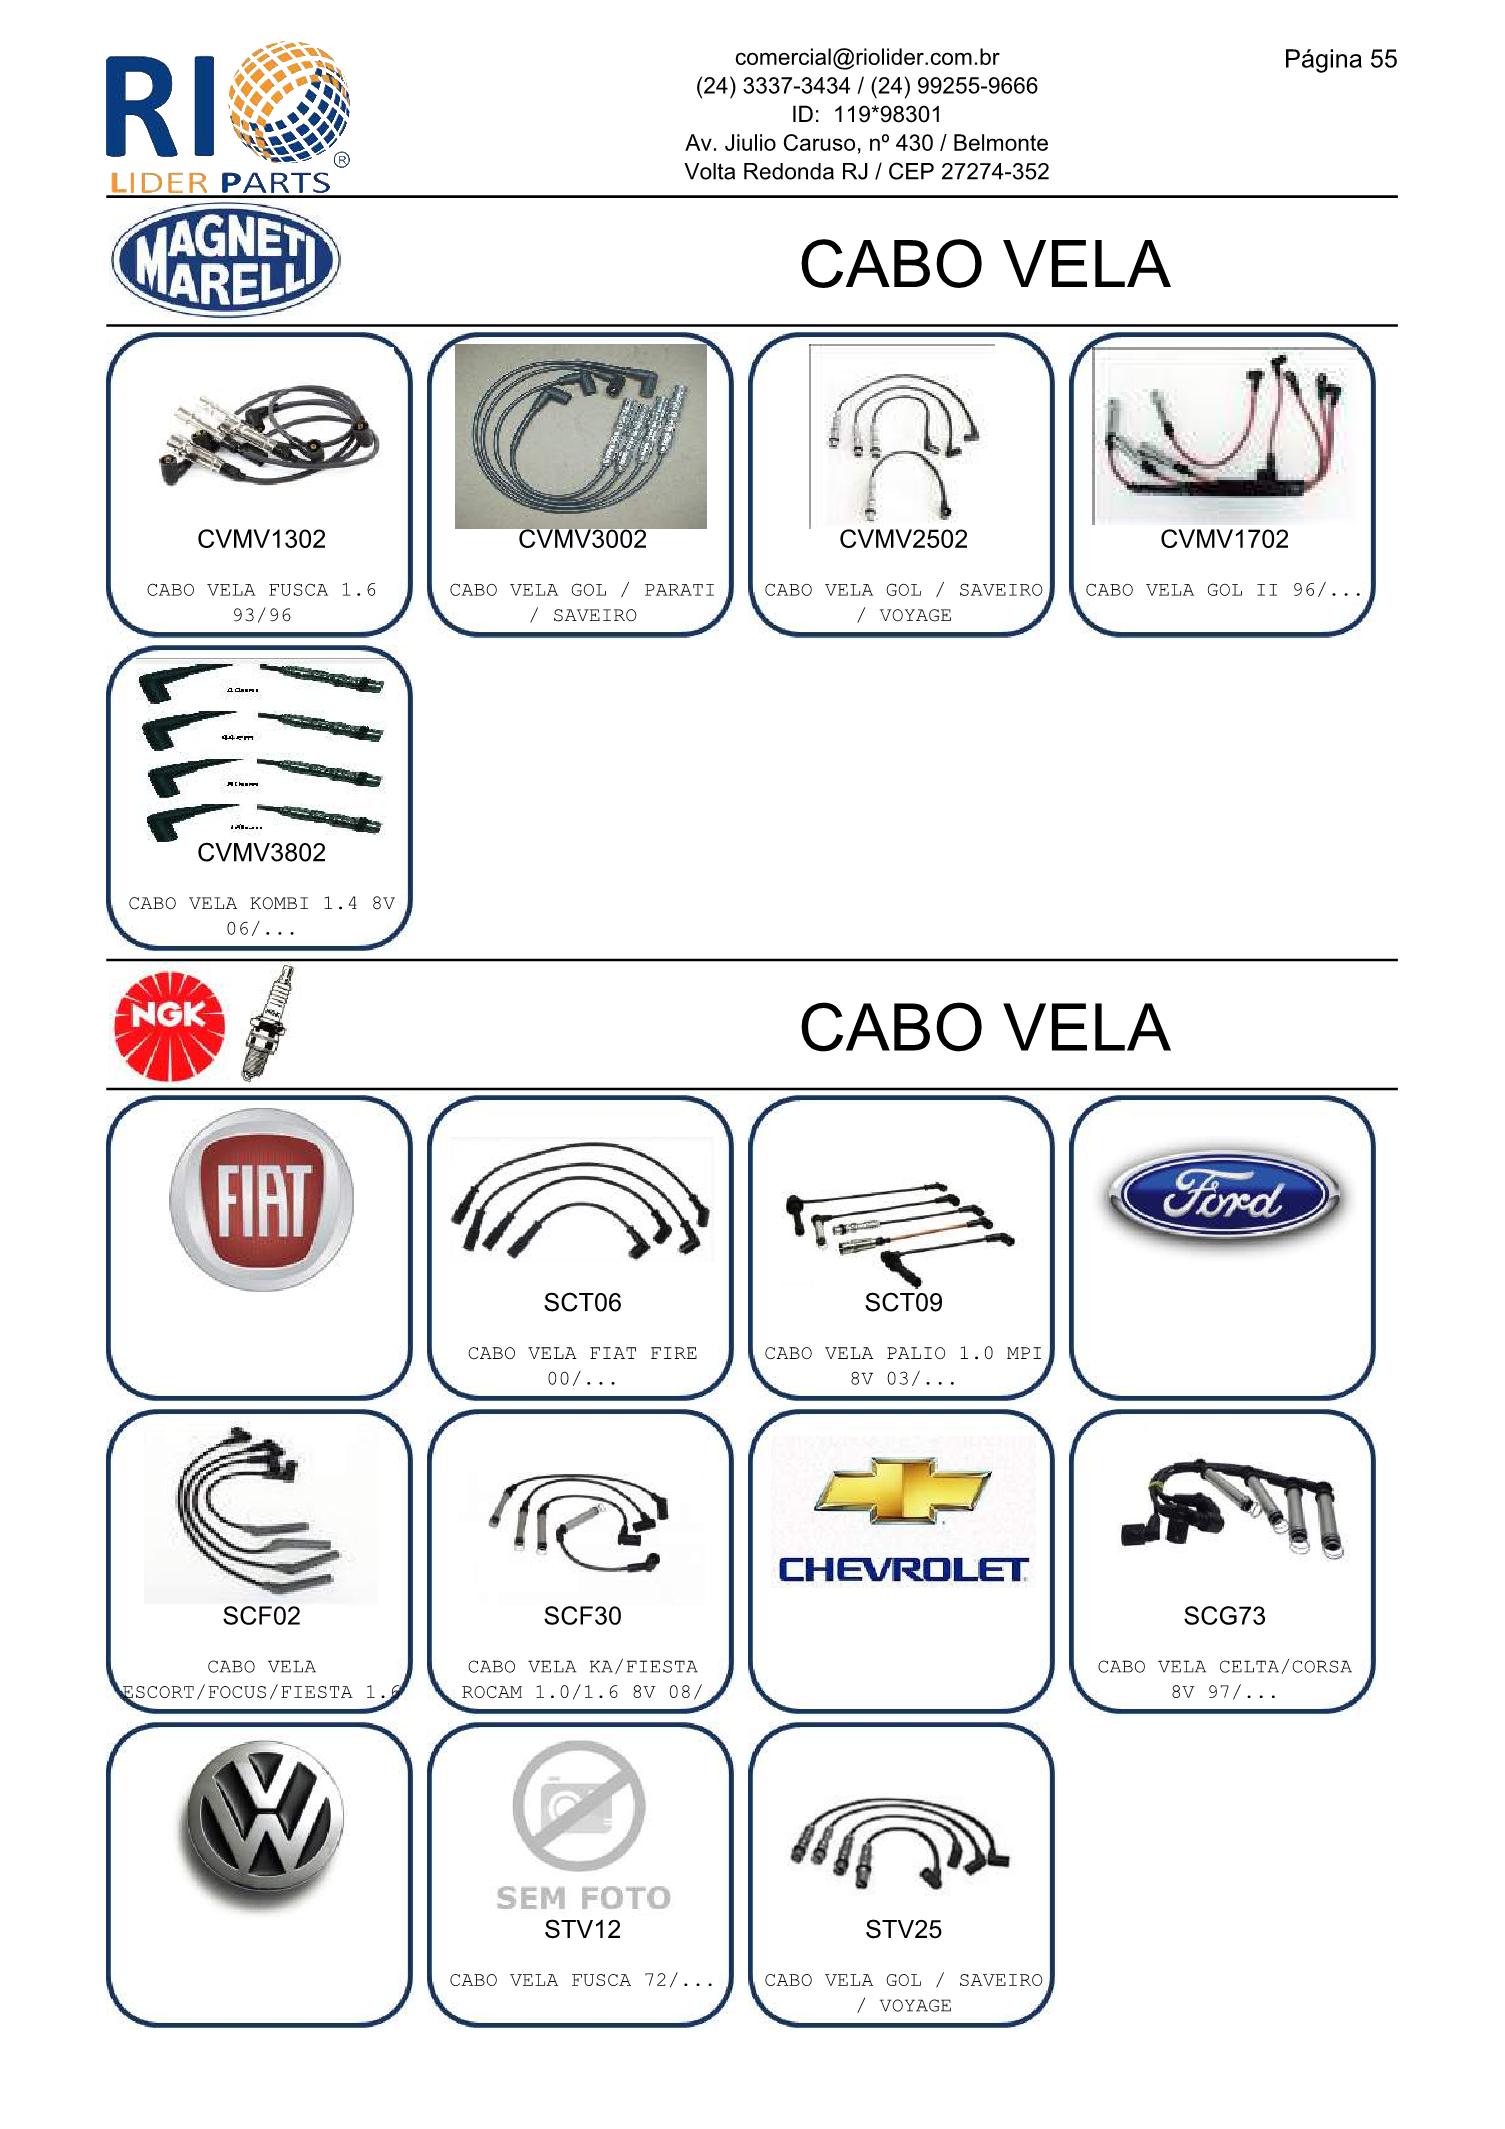 RIO
®
LIDER PARTS
comercial@riolider.com.br
(24) 3337-3434 / (24) 99255-9666
ID: 119*98301
Av. Jiulio Caruso, nº 430 / Belmonte
Volta Redonda RJ / CEP 27274-352
Página 55
MAGNETI
MARELLI
CABO VELA
CVMV1302
CABO VELA FUSCA 1.6
93/96
CVMV3002
CABO VELA GOL / PARATI
/ SAVEIRO
CVMV2502
CABO VELA GOL / SAVEIRO
/ VOYAGE
CVMV1702
CABO VELA GOL II 96/...
CVMV3802
CABO VELA KOMBI 1.4 8V
06/...
NGK
NGK
CABO VELA
FIAT
SCT06
CABO VELA FIAT FIRE
00/...
SCT09
CABO VELA PALIO 1.0 MPI
8V 03/...
Ford
SCF02
CABO VELA
ESCORT/FOCUS/FIESTA 1.6
SCF30
CABO VELA KA/FIESTA
ROCAM 1.0/1.6 8V 08/
CHEVROLET
SCG73
CABO VELA CELTA/CORSA
8V 97/...
VW
SEM FOTO
STV12
CABO VELA FUSCA 72/...
STV25
CABO VELA GOL / SAVEIRO
/ VOYAGE